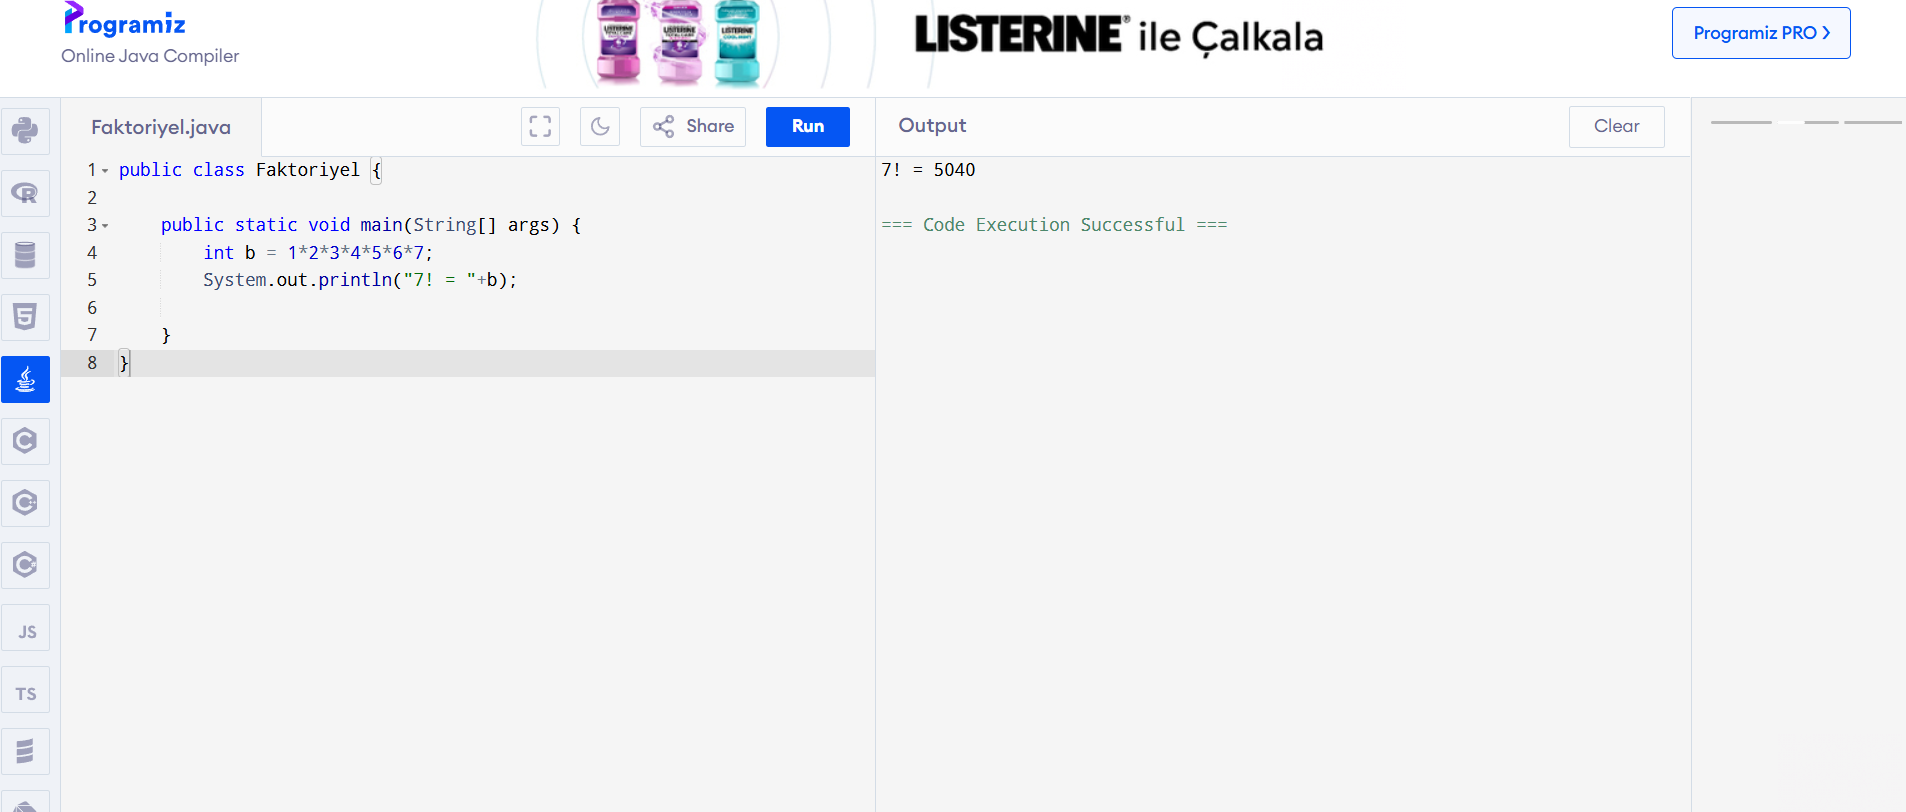 Programiz
Online Java Compiler
LISTERINE® ile Çalkala
Programiz PRO
Faktoriyel.java
Share
Run
Output
Clear
1 public class Faktoriyel {
2
3 public static void main(String[] args) {
4 int b = 1*2*3*4*5*6*7;
5 System.out.println("7! = "+b);
6
7 }
8 }
7! = 5040
=== Code Execution Successful ===
JS
TS